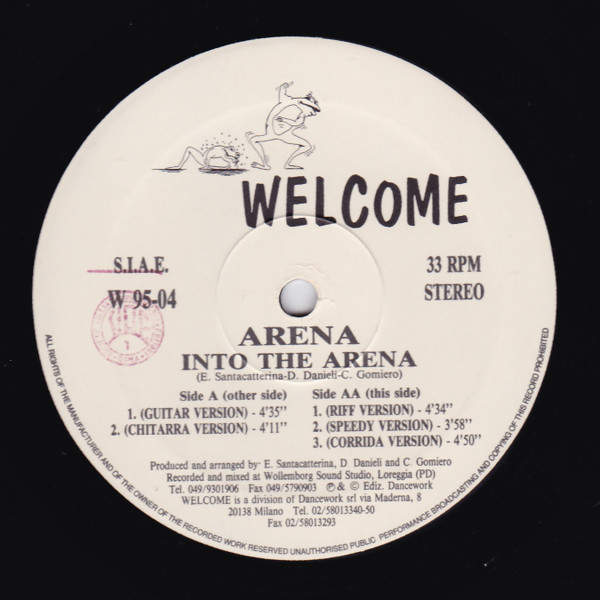 WELCOME
S.I.A.E.
33 RPM
W 95-04
STEREO
ARENA
INTO THE ARENA
(E. Santacatterina-D. Danieli-C. Gomiero)
Side A (other side)
1. (GUITAR VERSION) - 4'35"
2. (CHITARRA VERSION) - 4'11"
Side AA (this side)
1. (RIFF VERSION) - 4'34"
2. (SPEEDY VERSION) - 3'58"
3. (CORRIDA VERSION) - 4'50"
Produced and arranged by· E. Santacatterina, D. Danieli and C. Gomiero
Recorded and mixed at Wollemborg Sound Studio, Loreggia (PD)
Tel. 049/9301906 Fax 049/5790903 ℗ & © Ediz. Dancework
WELCOME is a division of Dancework srl via Maderna, 8
20138 Milano Tel. 02/58013340-50
Fax 02/58013293
ALL RIGHTS OF THE MANUFACTURER AND OF THE OWNER OF THE RECORDED WORK RESERVED UNAUTHORISED PUBLIC PERFORMANCE BROADCASTING AND COPYING OF THIS RECORD PROHIBITED